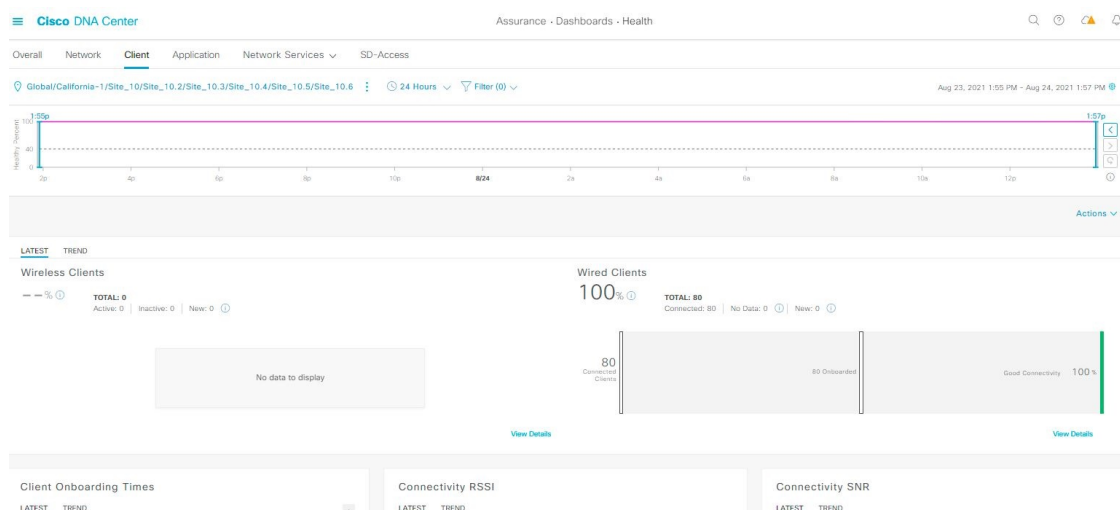 Cisco DNA Center
Assurance · Dashboards · Health
Overall Network Client Application Network Services SD-Access
Global/California-1/Site_10/Site_10.2/Site_10.3/Site_10.4/Site_10.5/Site_10.6 24 Hours Filter (0) Aug 23, 2021 1:55 PM - Aug 24, 2021 1:57 PM
1:55p 1:57p
100
Healthy Percent
40
0
2p 4p 6p 8p 10p 8/24 2a 4a 6a 8a 10a 12p
Actions
LATEST TREND
Wireless Clients
--%
TOTAL: 0
Active: 0 | Inactive: 0 | New: 0
No data to display
View Details
Wired Clients
100%
TOTAL: 80
Connected: 80 | No Data: 0 | New: 0
80
Connected
Clients
80 Onboarded
Good Connectivity 100%
View Details
Client Onboarding Times
LATEST TREND
Connectivity RSSI
LATEST TREND
Connectivity SNR
LATEST TREND